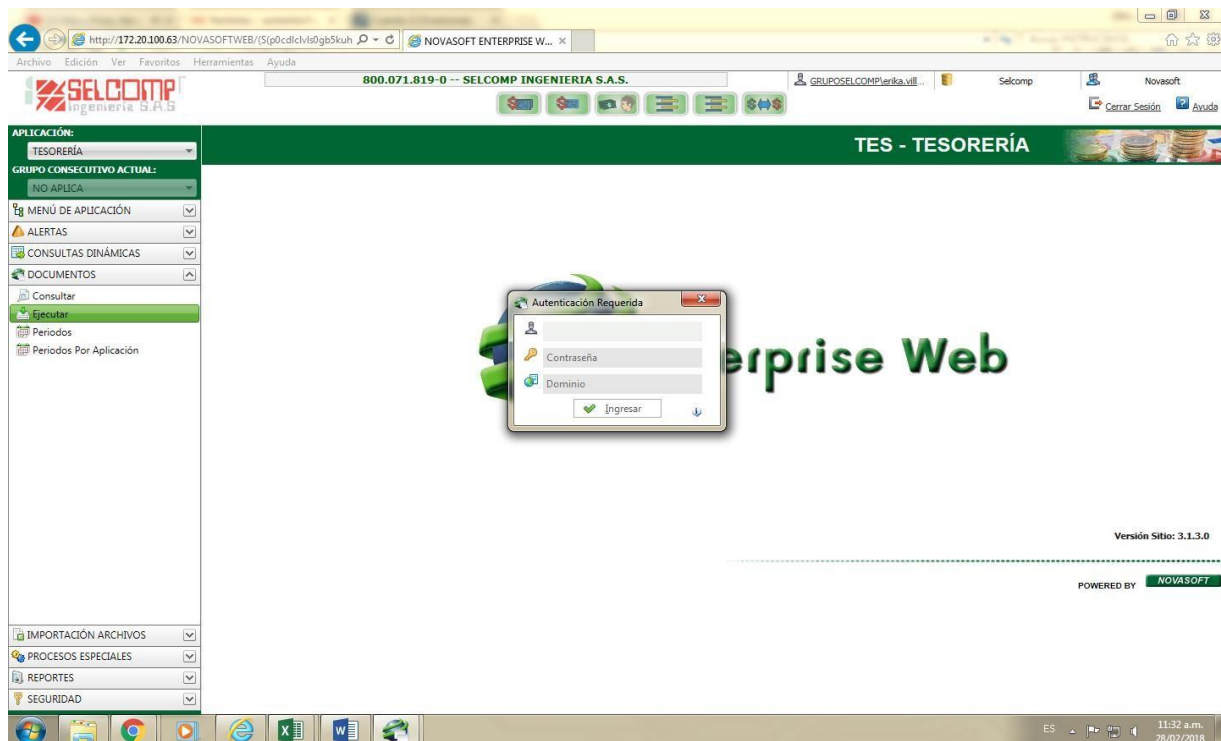 http://172.20.100.63/NOVASOFTWEB/(S(p0cdlclvls0gb5kuh
NOVASOFT ENTERPRISE W...
Archivo Edición Ver Favoritos Herramientas Ayuda
SELCOMP
Ingeniería S.A.S
800.071.819-0 -- SELCOMP INGENIERIA S.A.S.
GRUPOSELCOMP\erika.vill...
Selcomp
Novasoft
Cerrar Sesión
Ayuda
APLICACIÓN:
TESORERÍA
TES - TESORERÍA
GRUPO CONSECUTIVO ACTUAL:
NO APLICA
MENÚ DE APLICACIÓN
ALERTAS
CONSULTAS DINÁMICAS
DOCUMENTOS
Consultar
Ejecutar
Periodos
Periodos Por Aplicación
Autenticación Requerida
Contraseña
Dominio
Ingresar
erprise Web
Versión Sitio: 3.1.3.0
POWERED BY NOVASOFT
IMPORTACIÓN ARCHIVOS
PROCESOS ESPECIALES
REPORTES
SEGURIDAD
ES
11:32 a.m.
28/02/2018